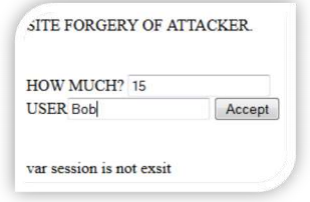 SITE FORGERY OF ATTACKER.
HOW MUCH? 15
USER Bob Accept
var session is not exsit